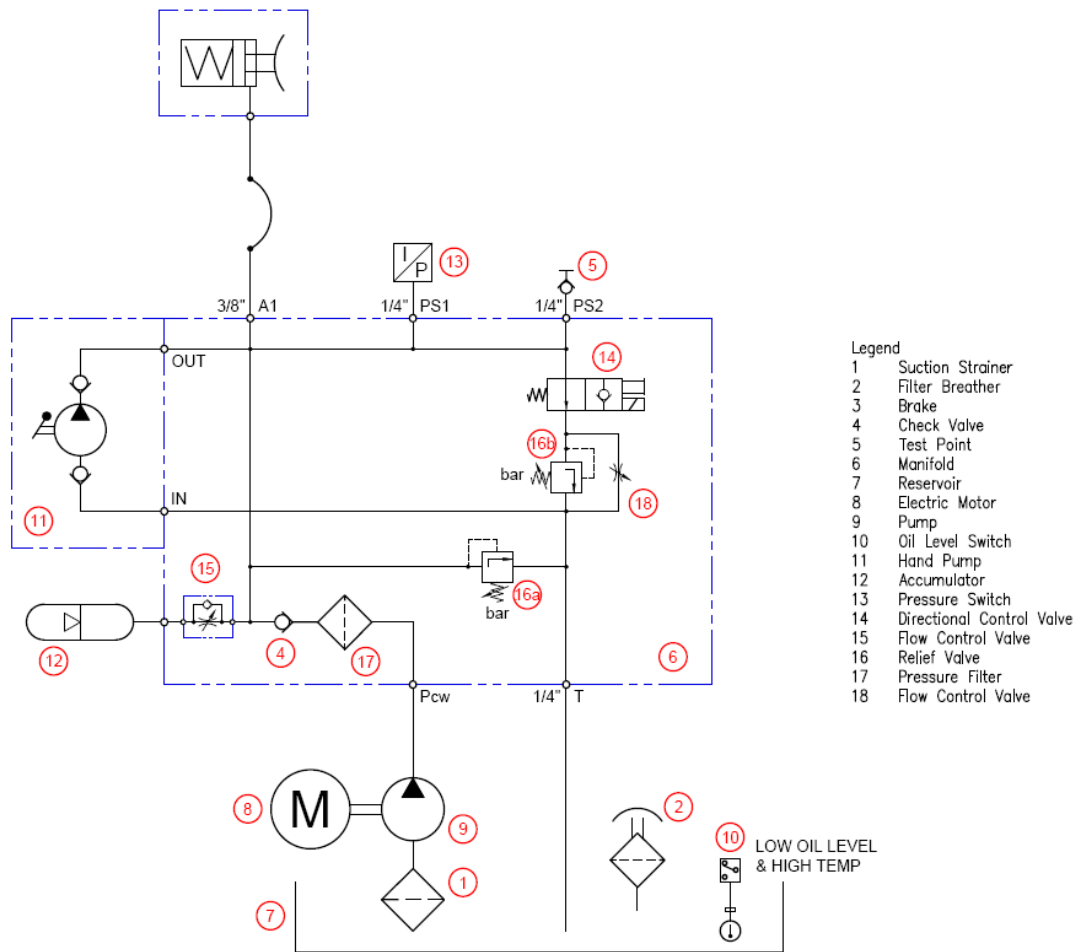 I
P
13
5
3/8" A1
1/4" PS1
1/4" PS2
OUT
14
16b
bar
IN
18
11
15
16a
bar
12
4
17
6
Pcw
1/4" T
M
8
9
2
10
LOW OIL LEVEL
& HIGH TEMP
1
7
Legend
1 Suction Strainer
2 Filter Breather
3 Brake
4 Check Valve
5 Test Point
6 Manifold
7 Reservoir
8 Electric Motor
9 Pump
10 Oil Level Switch
11 Hand Pump
12 Accumulator
13 Pressure Switch
14 Directional Control Valve
15 Flow Control Valve
16 Relief Valve
17 Pressure Filter
18 Flow Control Valve